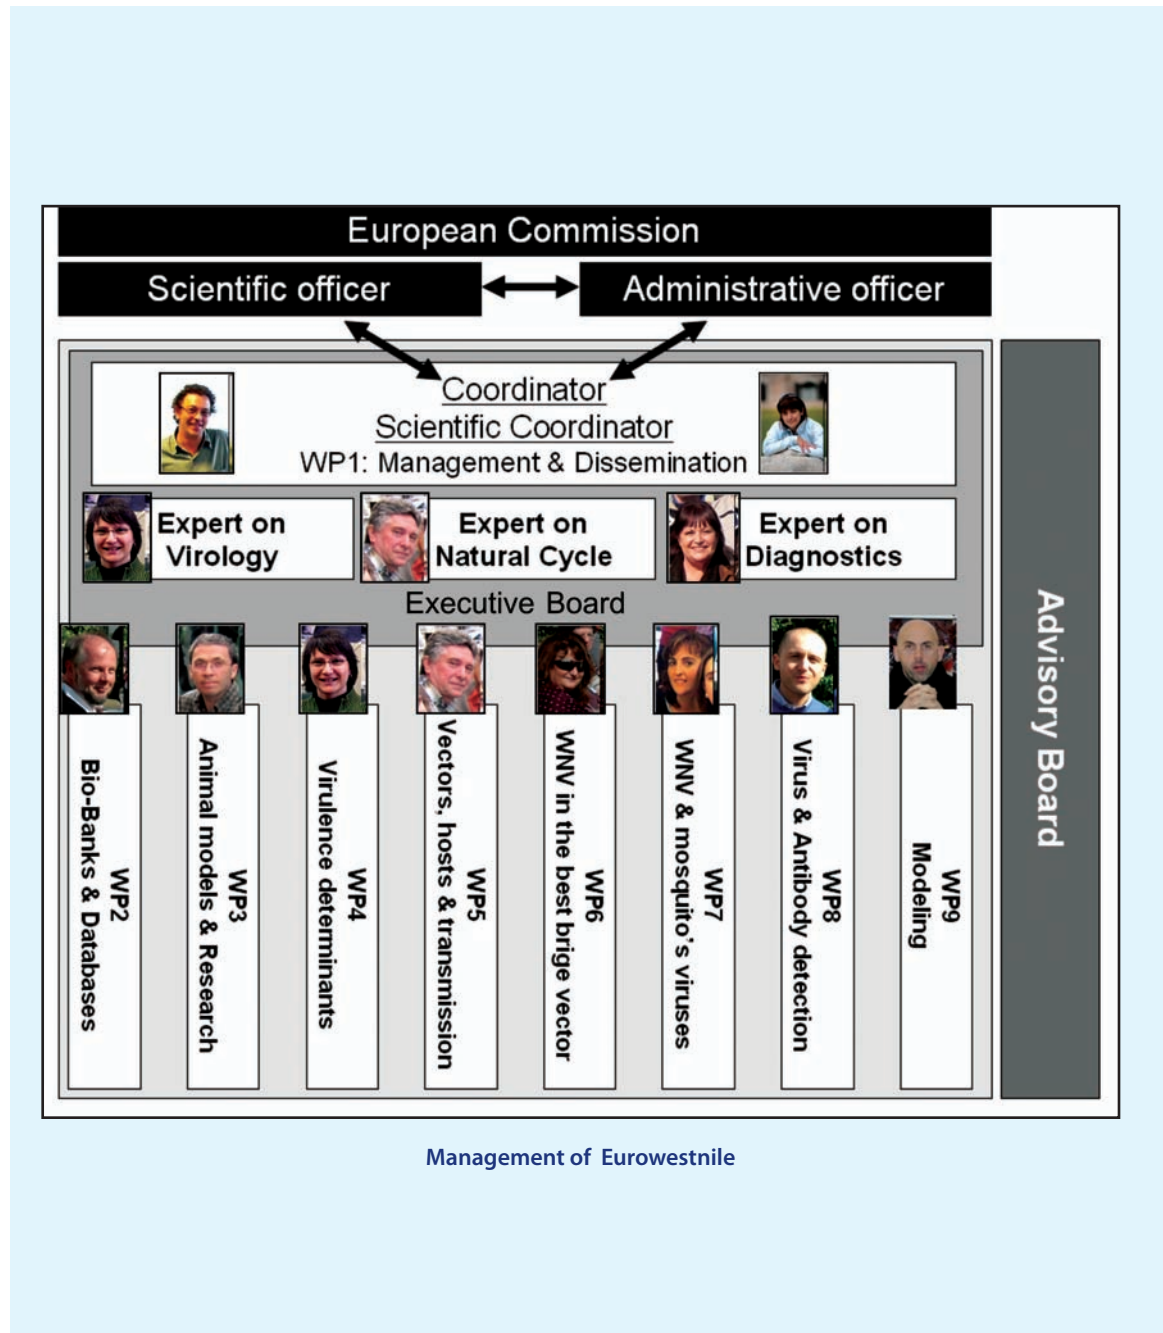 European Commission
Scientific officer
Administrative officer
Coordinator
Scientific Coordinator
WP1: Management & Dissemination
Expert on
Virology
Expert on
Natural Cycle
Expert on
Diagnostics
Executive Board
WP2
Bio-Banks & Databases
WP3
Animal models & Research
WP4
Virulence determinants
WP5
Vectors, hosts & transmission
WP6
WNV in the best brige vector
WP7
WNV & mosquito's viruses
WP8
Virus & Antibody detection
WP9
Modeling
Advisory Board
Management of Eurowestnile